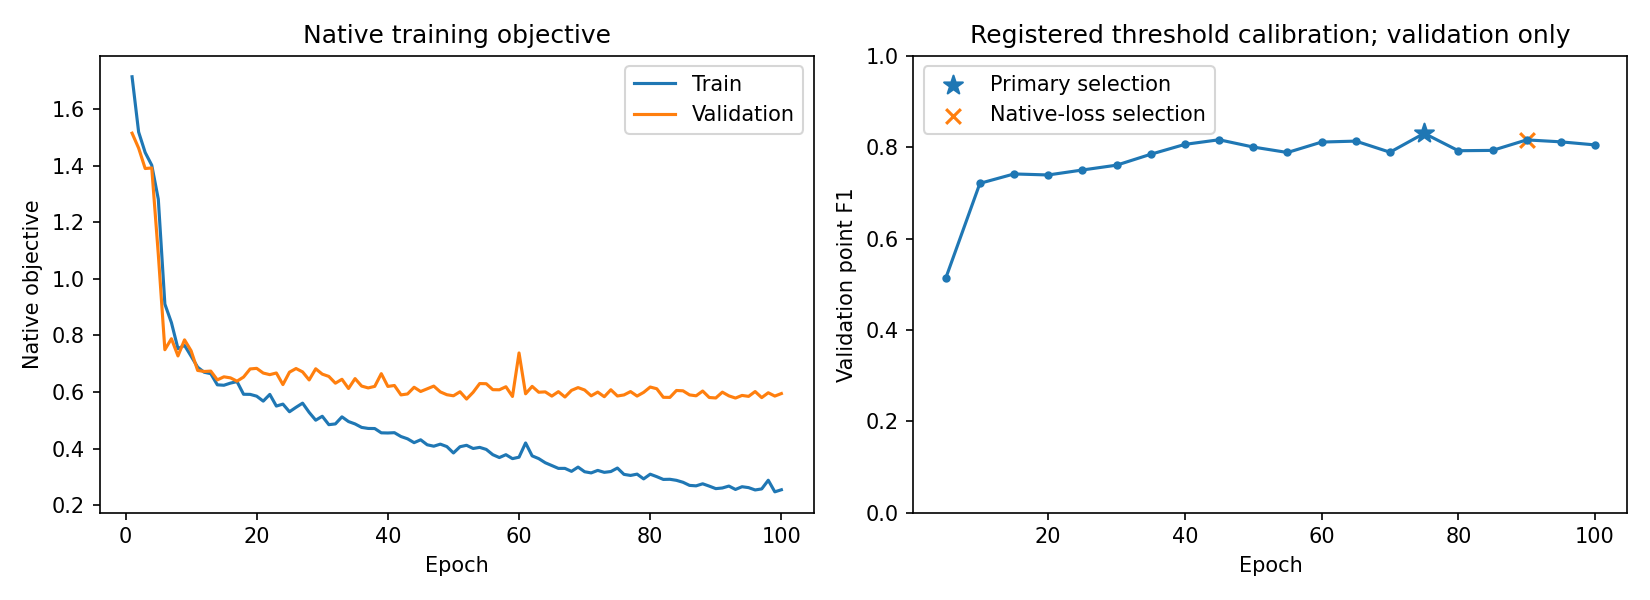 Native training objective
Train
Validation
Native objective
1.6
1.4
1.2
1.0
0.8
0.6
0.4
0.2
0 20 40 60 80 100
Epoch
Registered threshold calibration; validation only
Primary selection
Native-loss selection
Validation point F1
1.0
0.8
0.6
0.4
0.2
0.0
20 40 60 80 100
Epoch